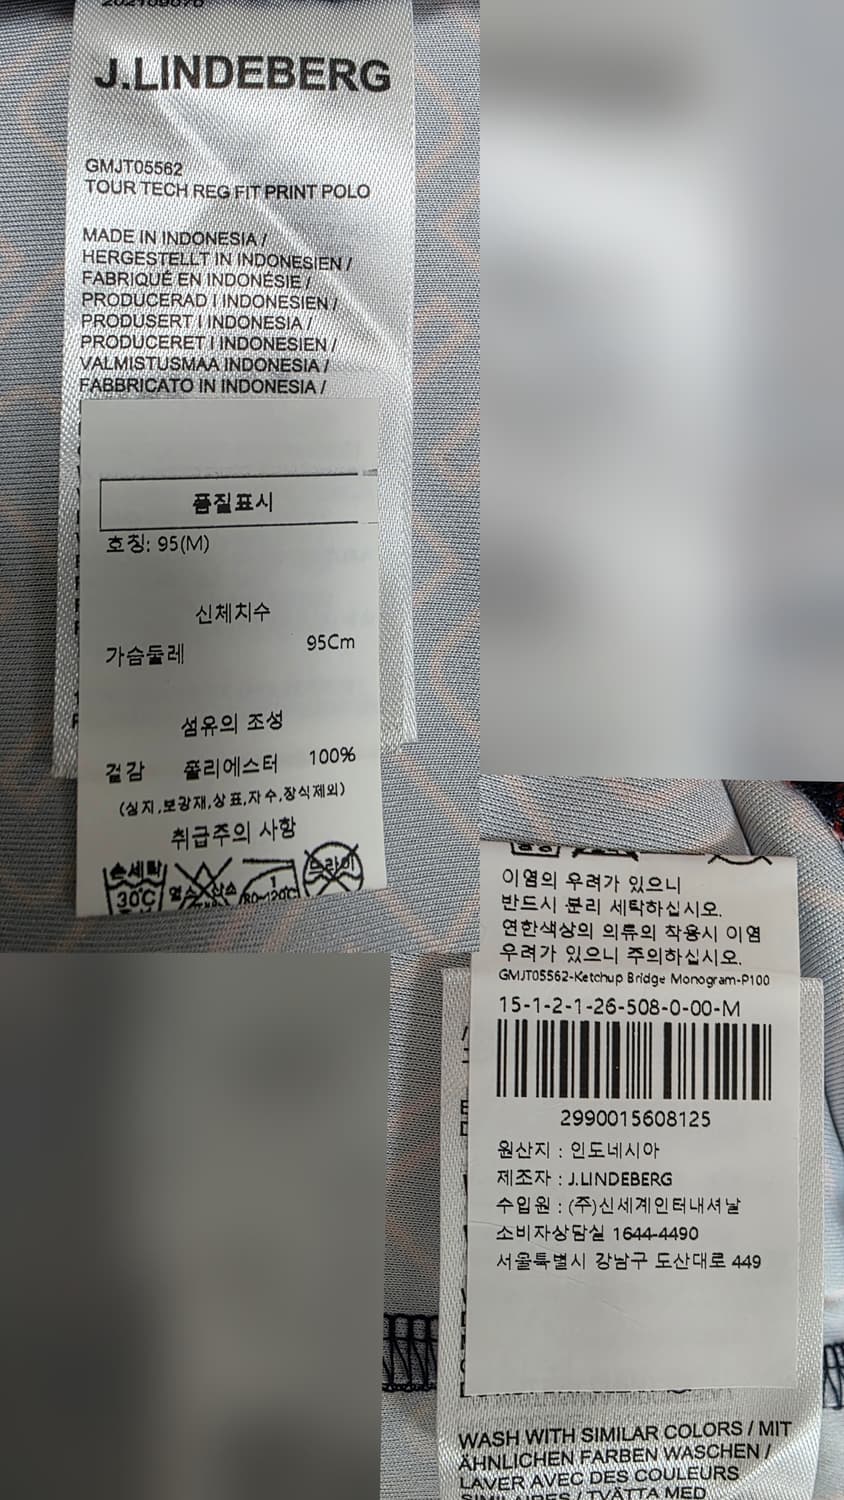 J.LINDEBERG
GMJT05562
TOUR TECH REG FIT PRINT POLO
MADE IN INDONESIA /
HERGESTELLT IN INDONESIEN /
FABRIQUÉ EN INDONÉSIE /
PRODUCERAD I INDONESIEN /
PRODUSERT I INDONESIA /
PRODUCERET I INDONESIEN /
VALMISTUSMAA INDONESIA /
FABBRICATO IN INDONESIA /
품질표시
호칭: 95(M)
신체치수
가슴둘레 95Cm
섬유의 조성
겉감 폴리에스터 100%
(심지,보강재,상표,자수,장식제외)
취급주의 사항
손세탁
30℃
드라이
80~120℃
이염의 우려가 있으니
반드시 분리 세탁하십시오.
연한색상의 의류의 착용시 이염
우려가 있으니 주의하십시오.
GMJT05562-Ketchup Bridge Monogram-P100
15-1-2-1-26-508-0-00-M
2990015608125
원산지 : 인도네시아
제조자 : J.LINDEBERG
수입원 : (주)신세계인터내셔날
소비자상담실 1644-4490
서울특별시 강남구 도산대로 449
WASH WITH SIMILAR COLORS / MIT
ÄHNLICHEN FARBEN WASCHEN /
LAVER AVEC DES COULEURS
SIMILAIRES / TVÄTTA MED